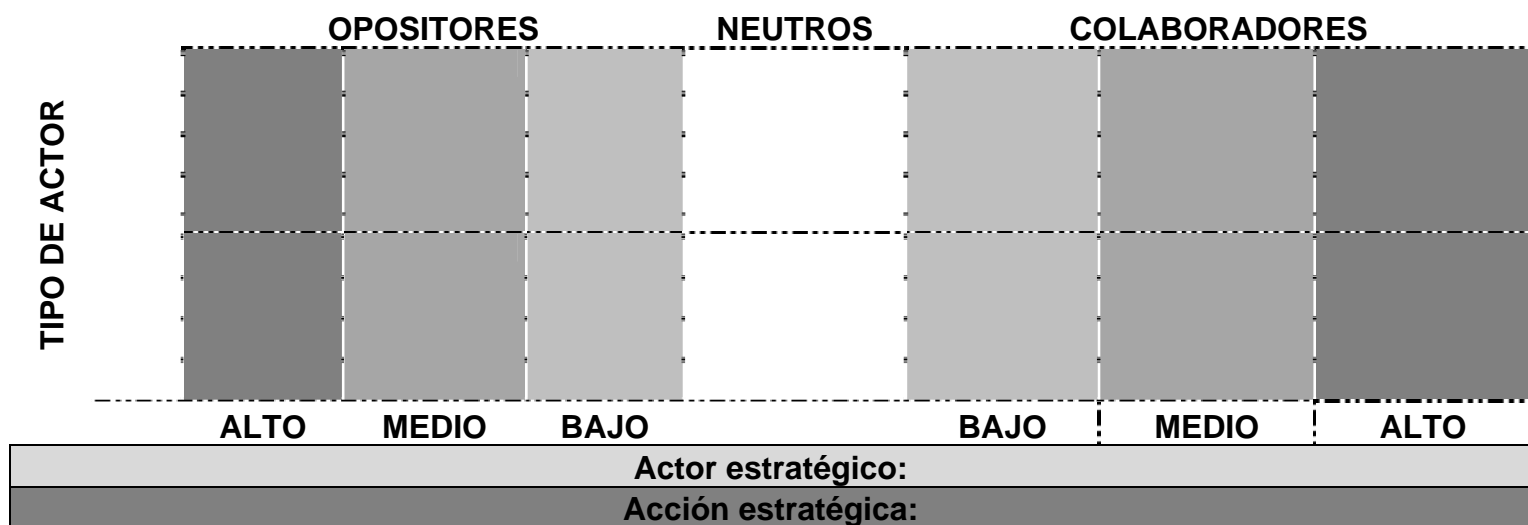 OPOSITORES NEUTROS COLABORADORES
TIPO DE ACTOR
ALTO MEDIO BAJO BAJO MEDIO ALTO
Actor estratégico:
Acción estratégica: